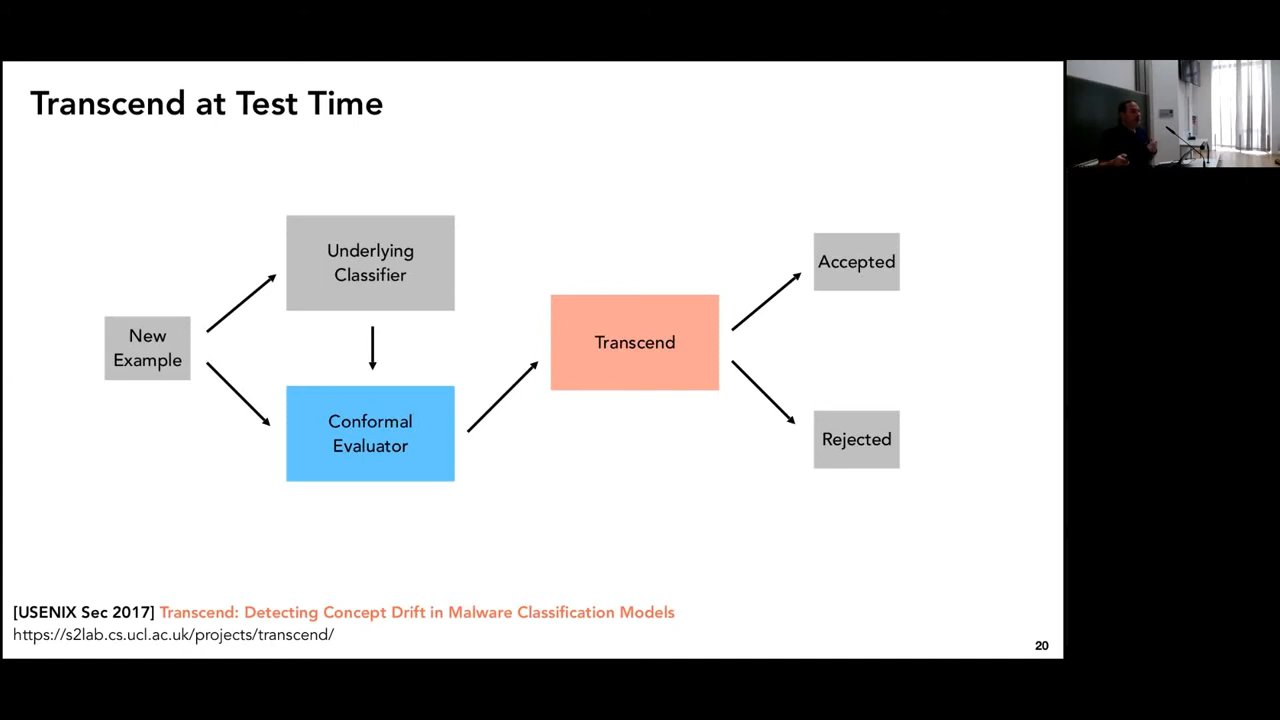 Transcend at Test Time
Underlying
Classifier
New
Example
Conformal
Evaluator
Transcend
Accepted
Rejected
[USENIX Sec 2017] Transcend: Detecting Concept Drift in Malware Classification Models
https://s2lab.cs.ucl.ac.uk/projects/transcend/
20